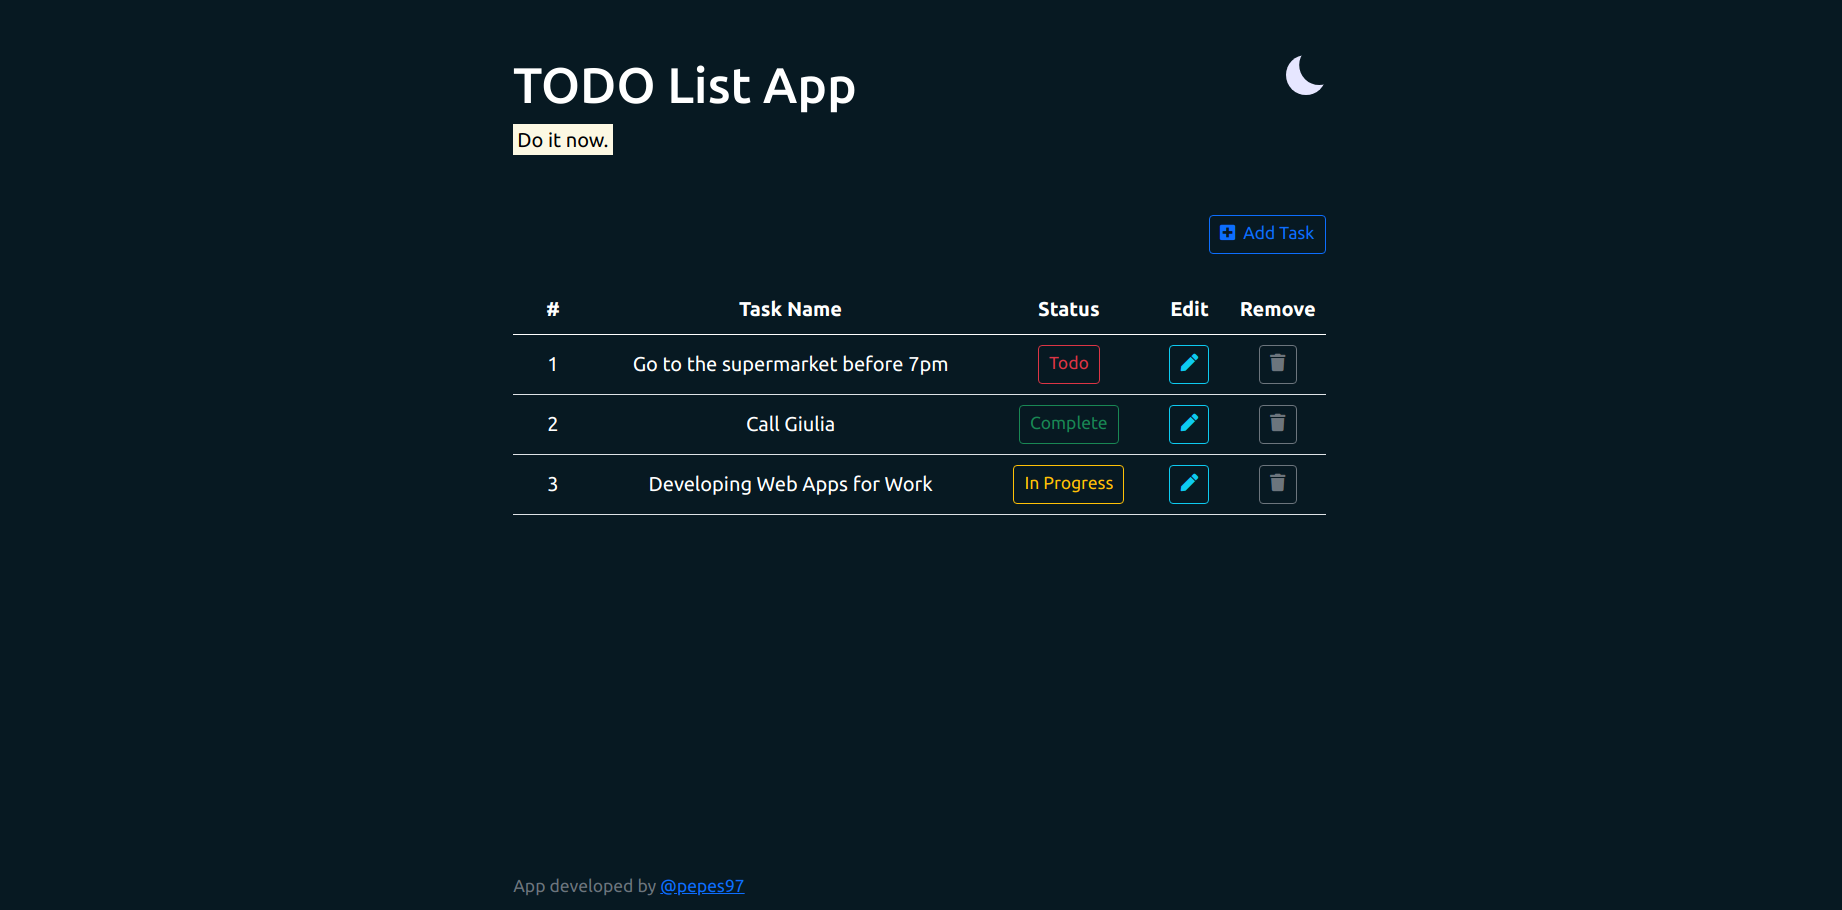 TODO List App
Do it now.
Add Task
# Task Name Status Edit Remove
1 Go to the supermarket before 7pm Todo
2 Call Giulia Complete
3 Developing Web Apps for Work In Progress
App developed by @pepes97